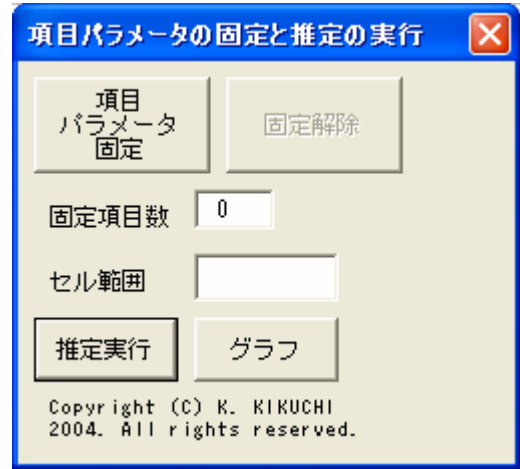 項目パラメータの固定と推定の実行
項目
パラメータ
固定
固定解除
固定項目数 0
セル範囲
推定実行 グラフ
Copyright (C) K. KIKUCHI
2004. All rights reserved.